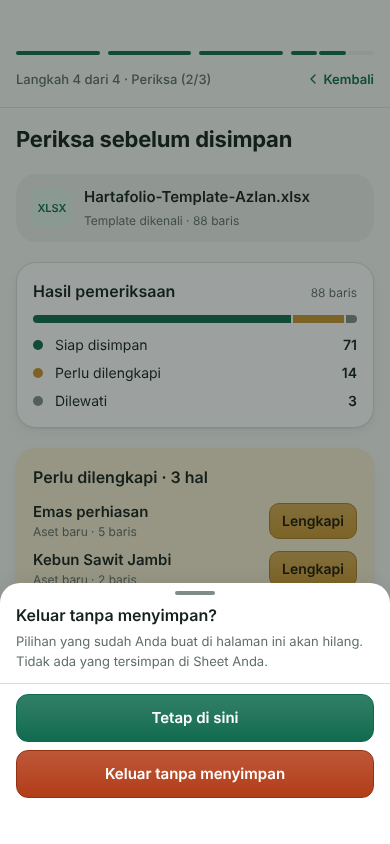 Langkah 4 dari 4 · Periksa (2/3)
Kembali
Periksa sebelum disimpan
XLSX
Hartafolio-Template-Azlan.xlsx
Template dikenali · 88 baris
Hasil pemeriksaan
88 baris
Siap disimpan
71
Perlu dilengkapi
14
Dilewati
3
Perlu dilengkapi · 3 hal
Emas perhiasan
Aset baru · 5 baris
Lengkapi
Kebun Sawit Jambi
Aset baru · 2 baris
Lengkapi
Keluar tanpa menyimpan?
Pilihan yang sudah Anda buat di halaman ini akan hilang.
Tidak ada yang tersimpan di Sheet Anda.
Tetap di sini
Keluar tanpa menyimpan